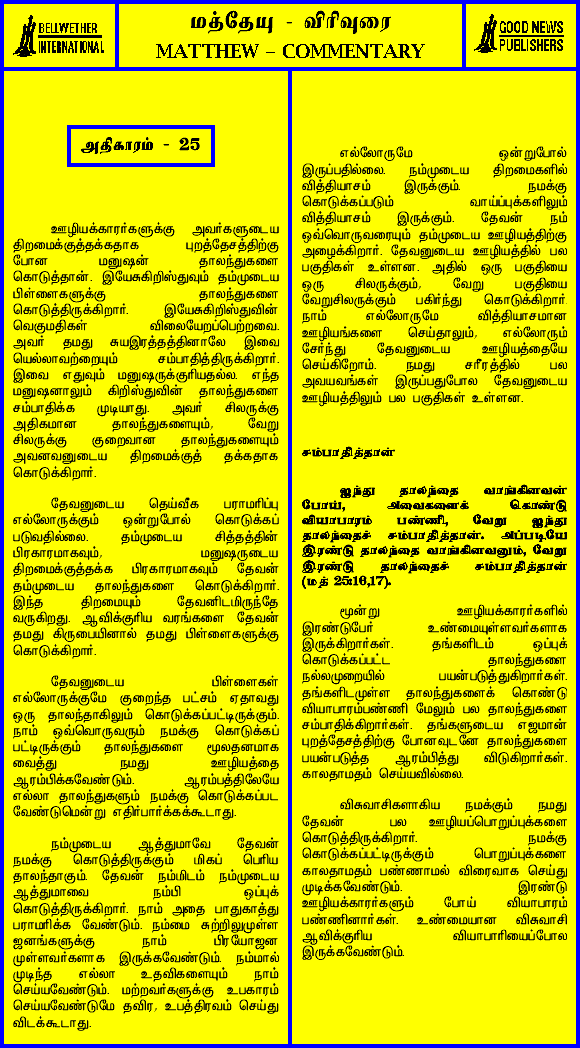 BELLWETHER
INTERNATIONAL
மத்தேயு - விரிவுரை
MATTHEW – COMMENTARY
GOOD NEWS
PUBLISHERS
அதிகாரம் - 25
ஊழியக்காரர்களுக்கு அவர்களுடைய
திறமைக்குத்தக்கதாக புறத்தேசத்திற்கு
போன மனுஷன் தாலந்துகளை
கொடுத்தான். இயேசுகிறிஸ்துவும் தம்முடைய
பிள்ளைகளுக்கு தாலந்துகளை
கொடுத்திருக்கிறார். இயேசுகிறிஸ்துவின்
வெகுமதிகள் விலையேறப்பெற்றவை.
அவர் தமது சுயஇரத்தத்தினாலே இவை
யெல்லாவற்றையும் சம்பாதித்திருக்கிறார்.
இவை எதுவும் மனுஷருக்குரியதல்ல. எந்த
மனுஷனாலும் கிறிஸ்துவின் தாலந்துகளை
சம்பாதிக்க முடியாது. அவர் சிலருக்கு
அதிகமான தாலந்துகளையும், வேறு
சிலருக்கு குறைவான தாலந்துகளையும்
அவனவனுடைய திறமைக்குத் தக்கதாக
கொடுக்கிறார்.
தேவனுடைய தெய்வீக பராமரிப்பு
எல்லோருக்கும் ஒன்றுபோல் கொடுக்கப்
படுவதில்லை. தம்முடைய சித்தத்தின்
பிரகாரமாகவும், மனுஷருடைய
திறமைக்குத்தக்க பிரகாரமாகவும் தேவன்
தம்முடைய தாலந்துகளை கொடுக்கிறார்.
இந்த திறமையும் தேவனிடமிருந்தே
வருகிறது. ஆவிக்குரிய வரங்களை தேவன்
தமது கிருபையினால் தமது பிள்ளைகளுக்கு
கொடுக்கிறார்.
தேவனுடைய பிள்ளைகள்
எல்லோருக்குமே குறைந்த பட்சம் ஏதாவது
ஒரு தாலந்தாகிலும் கொடுக்கப்பட்டிருக்கும்.
நாம் ஒவ்வொருவரும் நமக்கு கொடுக்கப்
பட்டிருக்கும் தாலந்துகளை மூலதனமாக
வைத்து நமது ஊழியத்தை
ஆரம்பிக்கவேண்டும். ஆரம்பத்திலேயே
எல்லா தாலந்துகளும் நமக்கு கொடுக்கப்பட
வேண்டுமென்று எதிர்பார்க்கக்கூடாது.
நம்முடைய ஆத்துமாவே தேவன்
நமக்கு கொடுத்திருக்கும் மிகப் பெரிய
தாலந்தாகும். தேவன் நம்மிடம் நம்முடைய
ஆத்துமாவை நம்பி ஒப்புக்
கொடுத்திருக்கிறார். நாம் அதை பாதுகாத்து
பராமரிக்க வேண்டும். நம்மை சுற்றிலுமுள்ள
ஜனங்களுக்கு நாம் பிரயோஜன
முள்ளவர்களாக இருக்கவேண்டும். நம்மால்
முடிந்த எல்லா உதவிகளையும் நாம்
செய்யவேண்டும். மற்றவர்களுக்கு உபகாரம்
செய்யவேண்டுமே தவிர, உபத்திரவம் செய்து
விடக்கூடாது.
எல்லோருமே ஒன்றுபோல்
இருப்பதில்லை. நம்முடைய திறமைகளில்
வித்தியாசம் இருக்கும். நமக்கு
கொடுக்கப்படும் வாய்ப்புக்களிலும்
வித்தியாசம் இருக்கும். தேவன் நம்
ஒவ்வொருவரையும் தம்முடைய ஊழியத்திற்கு
அழைக்கிறார். தேவனுடைய ஊழியத்தில் பல
பகுதிகள் உள்ளன. அதில் ஒரு பகுதியை
ஒரு சிலருக்கும், வேறு பகுதியை
வேறுசிலருக்கும் பகிர்ந்து கொடுக்கிறார்.
நாம் எல்லோருமே வித்தியாசமான
ஊழியங்களை செய்தாலும், எல்லோரும்
சேர்ந்து தேவனுடைய ஊழியத்தையே
செய்கிறோம். நமது சரீரத்தில் பல
அவயவங்கள் இருப்பதுபோல தேவனுடைய
ஊழியத்திலும் பல பகுதிகள் உள்ளன.
சம்பாதித்தான்
ஐந்து தாலந்தை வாங்கினவன்
போய், அவைகளைக் கொண்டு
வியாபாரம் பண்ணி, வேறு ஐந்து
தாலந்தைச் சம்பாதித்தான். அப்படியே
இரண்டு தாலந்தை வாங்கினவனும், வேறு
இரண்டு தாலந்தைச் சம்பாதித்தான்
(மத் 25:16,17).
மூன்று ஊழியக்காரர்களில்
இரண்டுபேர் உண்மையுள்ளவர்களாக
இருக்கிறார்கள். தங்களிடம் ஒப்புக்
கொடுக்கப்பட்ட தாலந்துகளை
நல்லமுறையில் பயன்படுத்துகிறார்கள்.
தங்களிடமுள்ள தாலந்துகளைக் கொண்டு
வியாபாரம்பண்ணி மேலும் பல தாலந்துகளை
சம்பாதிக்கிறார்கள். தங்களுடைய எஜமான்
புறத்தேசத்திற்கு போனவுடனே தாலந்துகளை
பயன்படுத்த ஆரம்பித்து விடுகிறார்கள்.
காலதாமதம் செய்யவில்லை.
விசுவாசிகளாகிய நமக்கும் நமது
தேவன் பல ஊழியப்பொறுப்புக்களை
கொடுத்திருக்கிறார். நமக்கு
கொடுக்கப்பட்டிருக்கும் பொறுப்புக்களை
காலதாமதம் பண்ணாமல் விரைவாக செய்து
முடிக்கவேண்டும். இரண்டு
ஊழியக்காரர்களும் போய் வியாபாரம்
பண்ணினார்கள். உண்மையான விசுவாசி
ஆவிக்குரிய வியாபாரியைப்போல
இருக்கவேண்டும்.